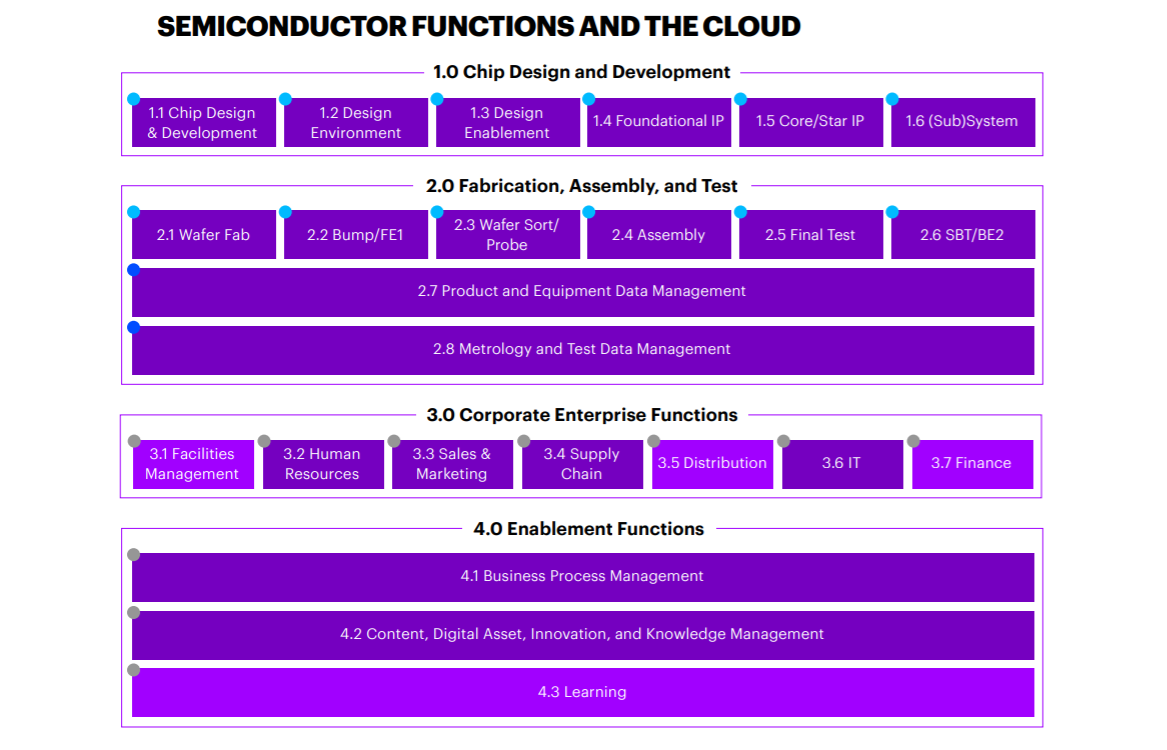 SEMICONDUCTOR FUNCTIONS AND THE CLOUD
1.0 Chip Design and Development
1.1 Chip Design
& Development
1.2 Design
Environment
1.3 Design
Enablement
1.4 Foundational IP
1.5 Core/Star IP
1.6 (Sub)System
2.0 Fabrication, Assembly, and Test
2.1 Wafer Fab
2.2 Bump/FE1
2.3 Wafer Sort/
Probe
2.4 Assembly
2.5 Final Test
2.6 SBT/BE2
2.7 Product and Equipment Data Management
2.8 Metrology and Test Data Management
3.0 Corporate Enterprise Functions
3.1 Facilities
Management
3.2 Human
Resources
3.3 Sales &
Marketing
3.4 Supply
Chain
3.5 Distribution
3.6 IT
3.7 Finance
4.0 Enablement Functions
4.1 Business Process Management
4.2 Content, Digital Asset, Innovation, and Knowledge Management
4.3 Learning